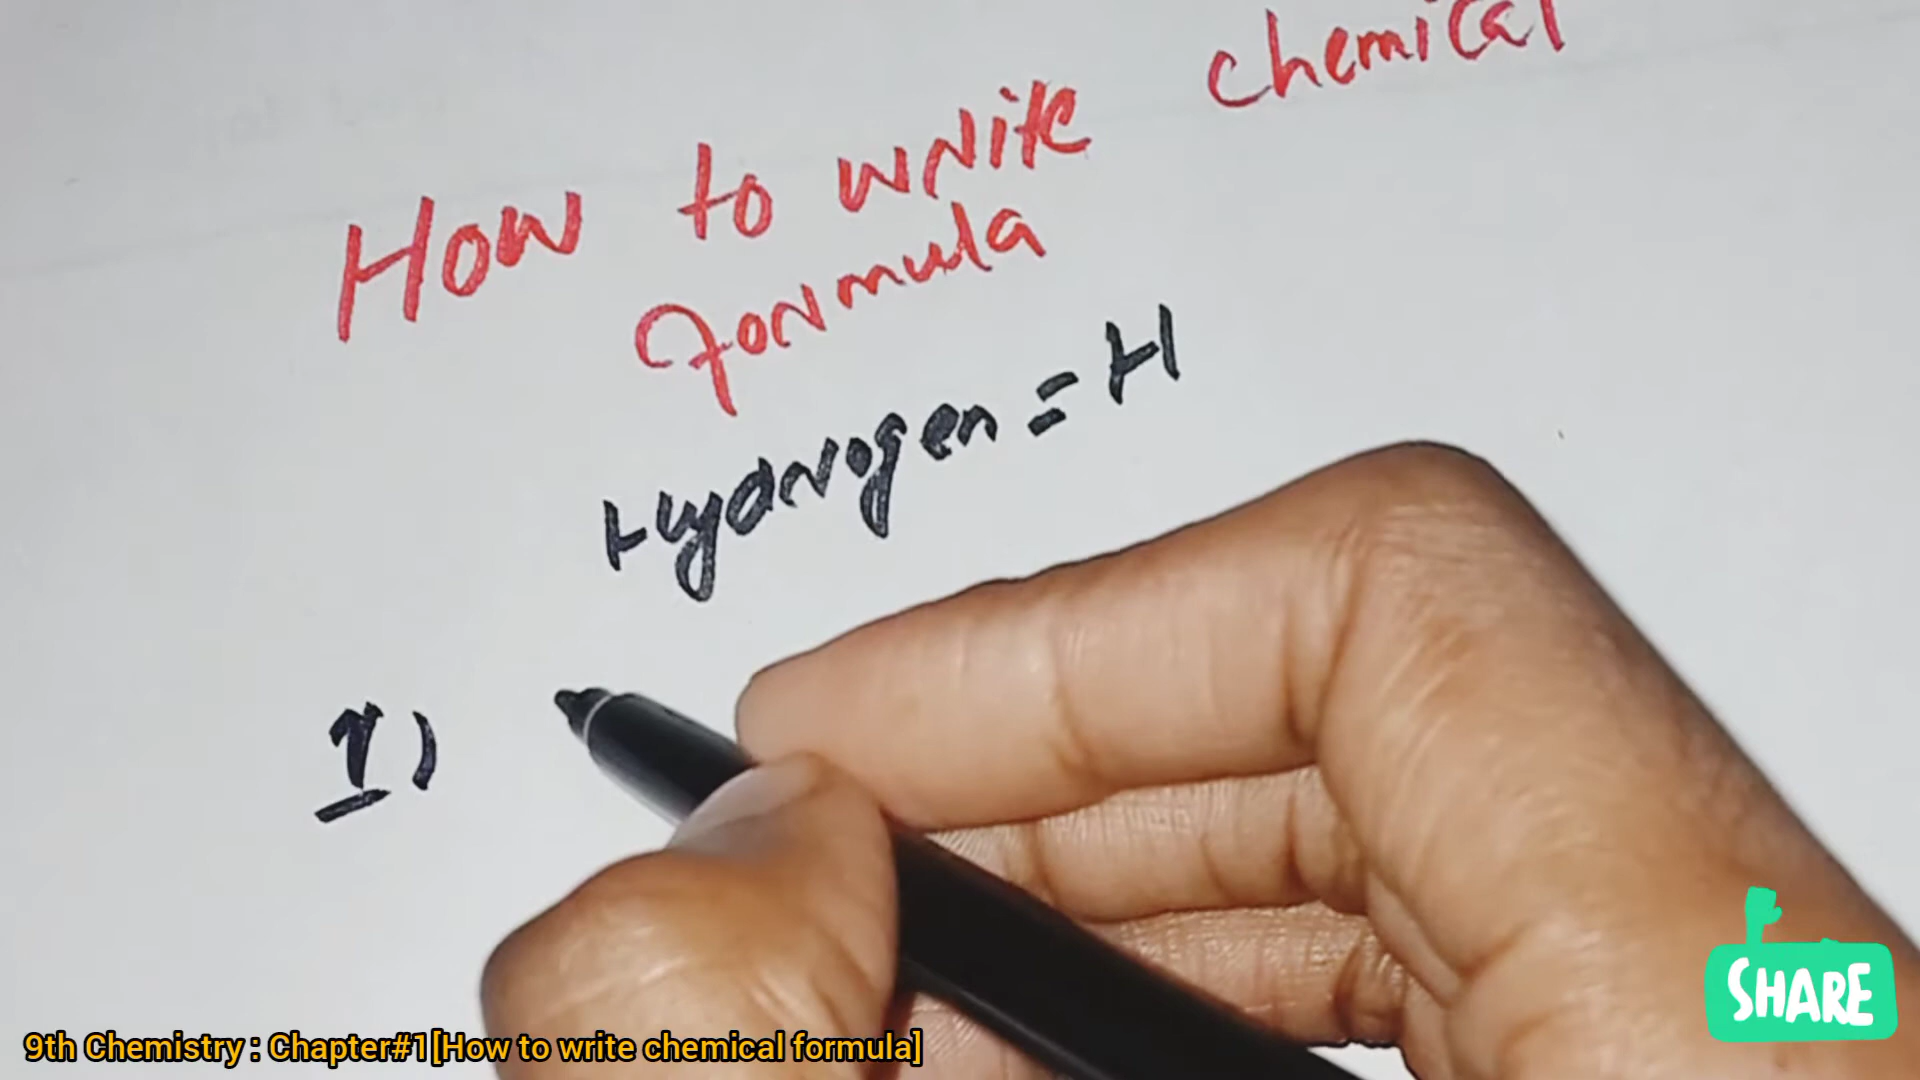 How to write chemical
formula
Hydrogen = H
1)
SHARE
9th Chemistry : Chapter#1[How to write chemical formula]